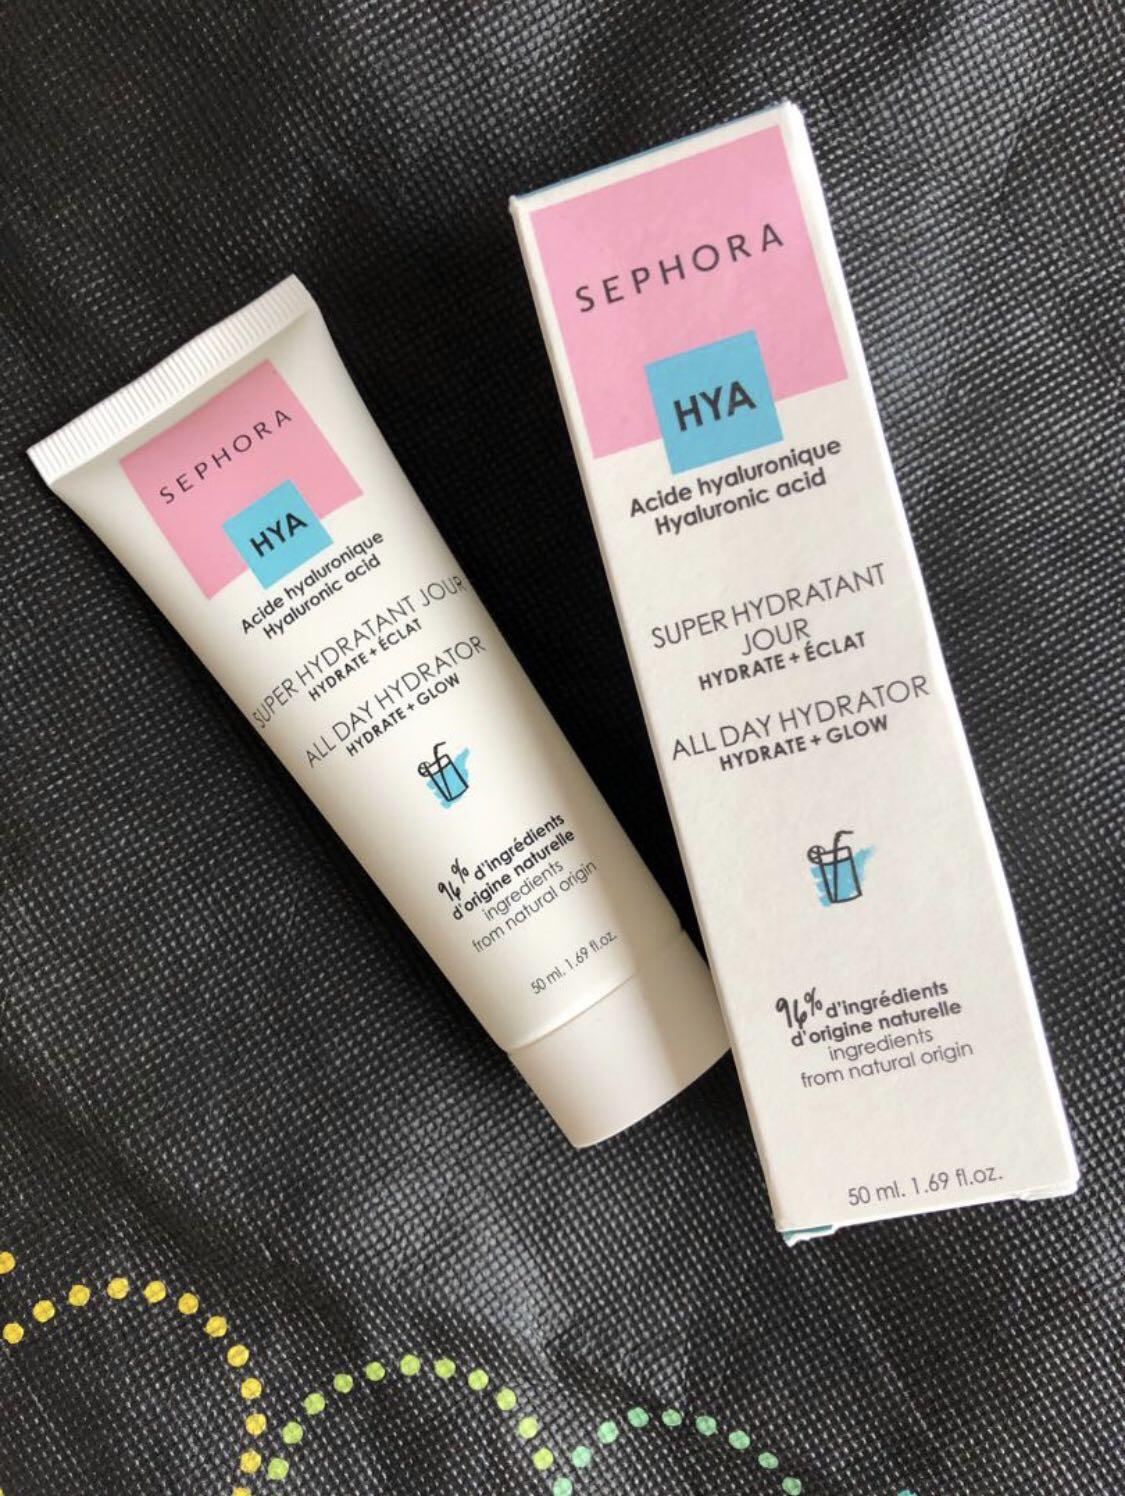 SEPHORA
HYA
Acide hyaluronique
Hyaluronic acid
SUPER HYDRATANT JOUR
HYDRATE + ÉCLAT
ALL DAY HYDRATOR
HYDRATE + GLOW
96% d'ingrédients
d'origine naturelle
ingredients
from natural origin
50 ml. 1.69 fl.oz.
SEPHORA
HYA
Acide hyaluronique
Hyaluronic acid
SUPER HYDRATANT
JOUR
HYDRATE + ÉCLAT
ALL DAY HYDRATOR
HYDRATE + GLOW
96% d'ingrédients
d'origine naturelle
ingredients
from natural origin
50 ml. 1.69 fl.oz.